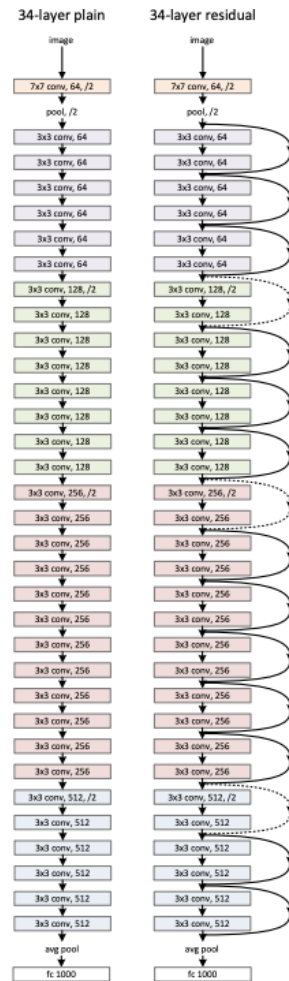 34-layer plain
image
7x7 conv, 64, /2
pool, /2
3x3 conv, 64
3x3 conv, 64
3x3 conv, 64
3x3 conv, 64
3x3 conv, 64
3x3 conv, 64
3x3 conv, 128, /2
3x3 conv, 128
3x3 conv, 128
3x3 conv, 128
3x3 conv, 128
3x3 conv, 128
3x3 conv, 128
3x3 conv, 128
3x3 conv, 256, /2
3x3 conv, 256
3x3 conv, 256
3x3 conv, 256
3x3 conv, 256
3x3 conv, 256
3x3 conv, 256
3x3 conv, 256
3x3 conv, 256
3x3 conv, 256
3x3 conv, 256
3x3 conv, 256
3x3 conv, 512, /2
3x3 conv, 512
3x3 conv, 512
3x3 conv, 512
3x3 conv, 512
3x3 conv, 512
avg pool
fc 1000
34-layer residual
image
7x7 conv, 64, /2
pool, /2
3x3 conv, 64
3x3 conv, 64
3x3 conv, 64
3x3 conv, 64
3x3 conv, 64
3x3 conv, 64
3x3 conv, 128, /2
3x3 conv, 128
3x3 conv, 128
3x3 conv, 128
3x3 conv, 128
3x3 conv, 128
3x3 conv, 128
3x3 conv, 128
3x3 conv, 256, /2
3x3 conv, 256
3x3 conv, 256
3x3 conv, 256
3x3 conv, 256
3x3 conv, 256
3x3 conv, 256
3x3 conv, 256
3x3 conv, 256
3x3 conv, 256
3x3 conv, 256
3x3 conv, 256
3x3 conv, 512, /2
3x3 conv, 512
3x3 conv, 512
3x3 conv, 512
3x3 conv, 512
3x3 conv, 512
avg pool
fc 1000